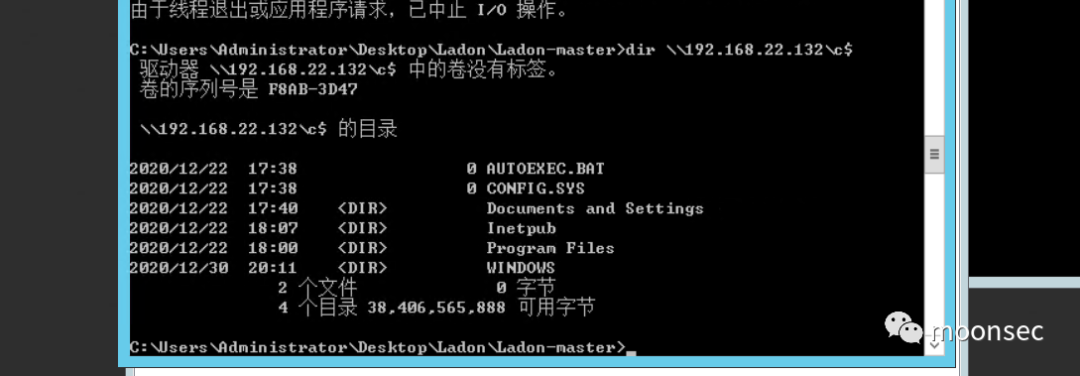 由于线程退出或应用程序请求，已中止 I/O 操作。
C:\Users\Administrator\Desktop\Ladon\Ladon-master>dir \\192.168.22.132\c$
驱动器 \\192.168.22.132\c$ 中的卷没有标签。
卷的序列号是 F8AB-3D47
\\192.168.22.132\c$ 的目录
2020/12/22  17:38                 0 AUTOEXEC.BAT
2020/12/22  17:38                 0 CONFIG.SYS
2020/12/22  17:40    <DIR>          Documents and Settings
2020/12/22  18:07    <DIR>          Inetpub
2020/12/22  18:00    <DIR>          Program Files
2020/12/30  20:11    <DIR>          WINDOWS
2 个文件              0 字节
4 个目录 38,406,565,888 可用字节
C:\Users\Administrator\Desktop\Ladon\Ladon-master>_
moonsec